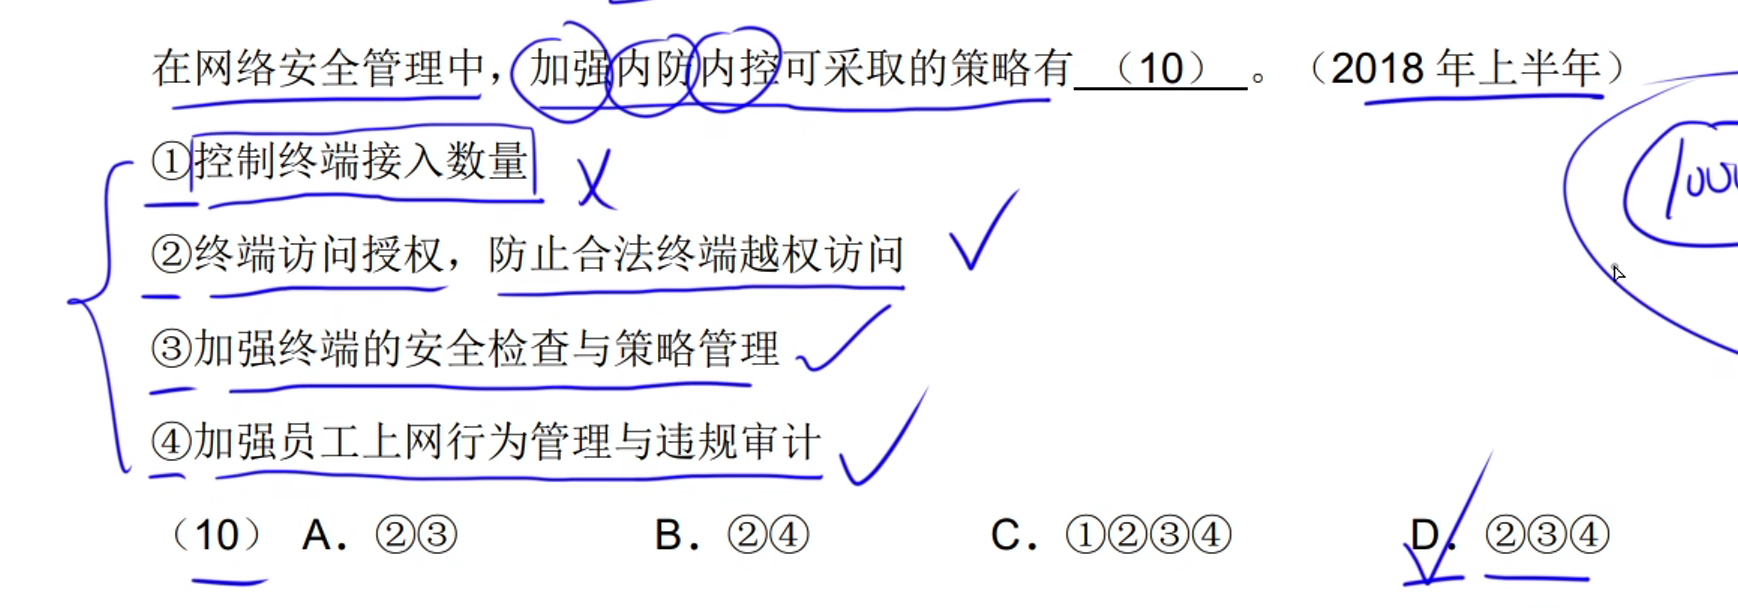 在网络安全管理中，加强内防内控可采取的策略有（10）。（2018 年上半年）
①控制终端接入数量 X
②终端访问授权，防止合法终端越权访问 ✓
③加强终端的安全检查与策略管理 ✓
④加强员工上网行为管理与违规审计 ✓
（10） A．②③ B．②④ C．①②③④ D．②③④